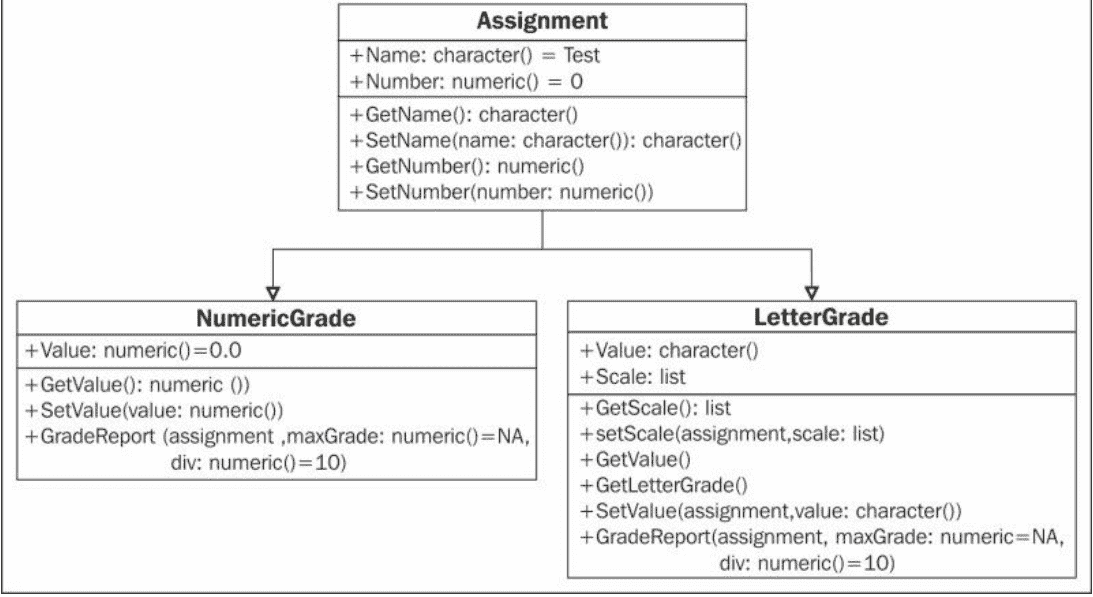 Assignment
+Name: character() = Test
+Number: numeric() = 0
+GetName(): character()
+SetName(name: character()): character()
+GetNumber(): numeric()
+SetNumber(number: numeric())
NumericGrade
+Value: numeric()=0.0
+GetValue(): numeric ())
+SetValue(value: numeric())
+GradeReport (assignment ,maxGrade: numeric()=NA,
div: numeric()=10)
LetterGrade
+Value: character()
+Scale: list
+GetScale(): list
+setScale(assignment,scale: list)
+GetValue()
+GetLetterGrade()
+SetValue(assignment,value: character())
+GradeReport(assignment, maxGrade: numeric=NA,
div: numeric()=10)